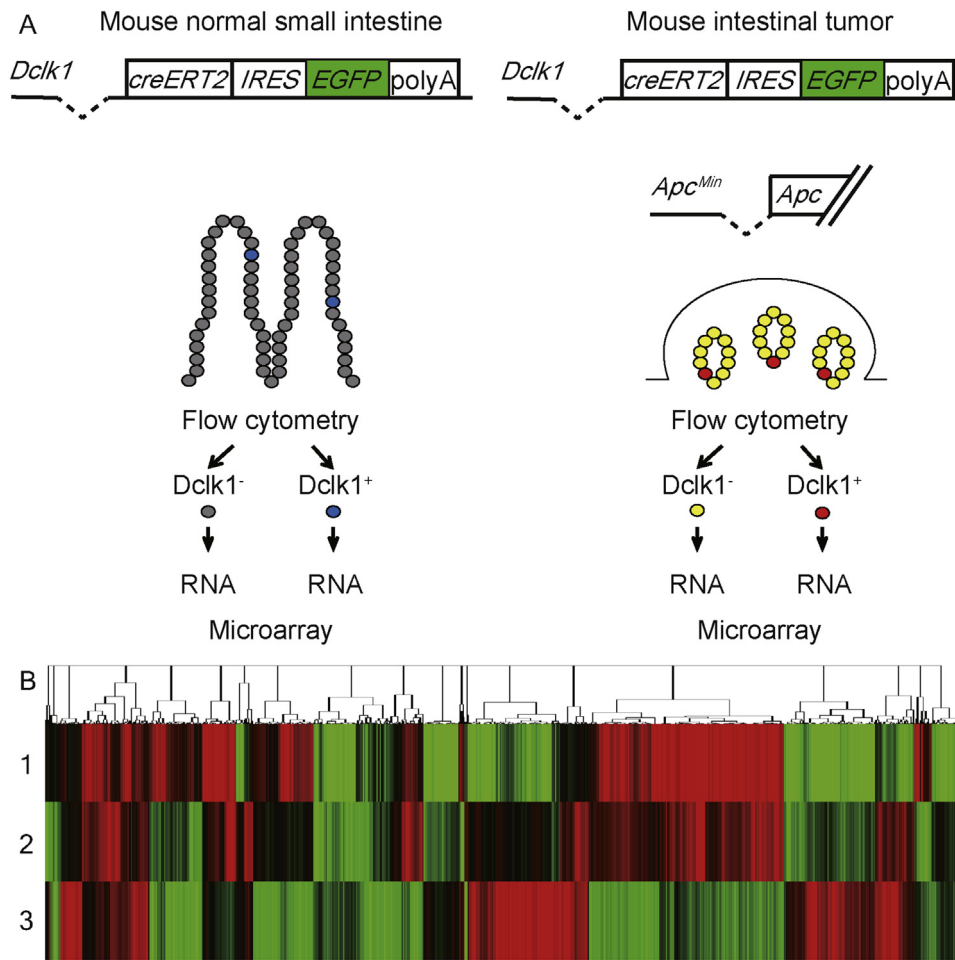 A
Mouse normal small intestine
Mouse intestinal tumor
Dclk1 creERT2 IRES EGFP polyA
Dclk1 creERT2 IRES EGFP polyA
Apc^Min Apc
Flow cytometry
Flow cytometry
Dclk1⁻ Dclk1⁺
Dclk1⁻ Dclk1⁺
RNA RNA
RNA RNA
Microarray
Microarray
B
1
2
3